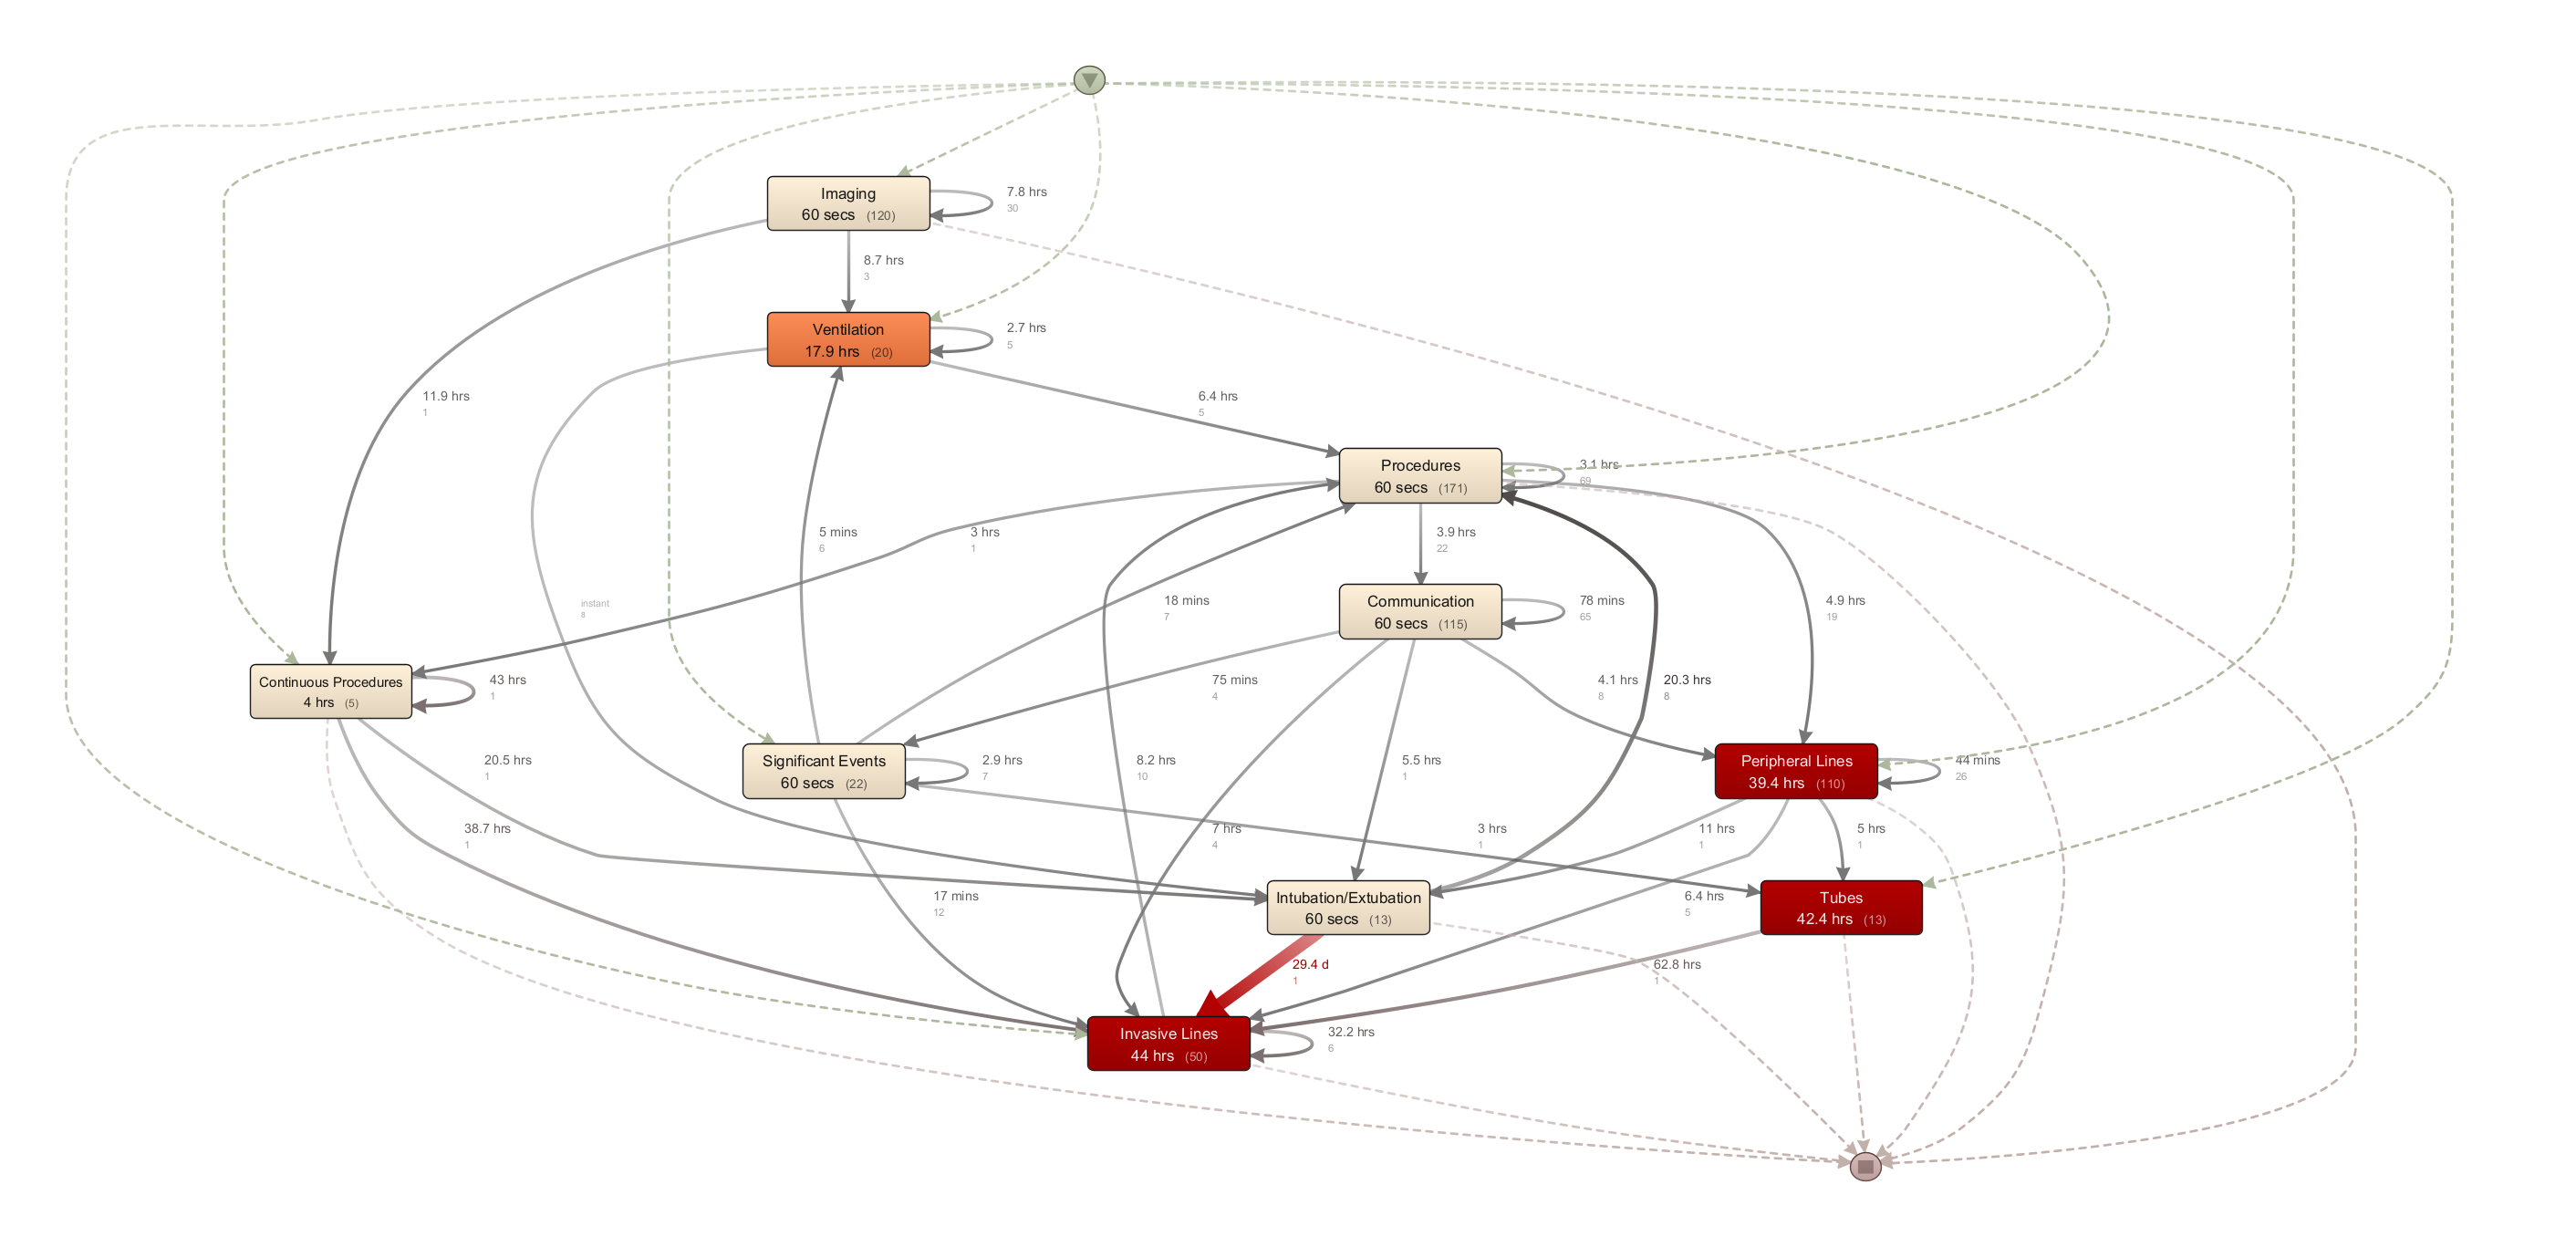 Imaging
60 secs (120)
7.8 hrs
30
8.7 hrs
3
Ventilation
17.9 hrs (20)
2.7 hrs
5
11.9 hrs
1
6.4 hrs
5
Procedures
60 secs (171)
3.1 hrs
69
5 mins
6
3 hrs
1
3.9 hrs
22
instant
8
18 mins
7
Communication
60 secs (115)
78 mins
65
4.9 hrs
19
Continuous Procedures
4 hrs (5)
43 hrs
1
75 mins
4
4.1 hrs
8
20.3 hrs
8
20.5 hrs
1
Significant Events
60 secs (22)
2.9 hrs
7
8.2 hrs
10
5.5 hrs
1
Peripheral Lines
39.4 hrs (110)
44 mins
26
38.7 hrs
1
7 hrs
4
3 hrs
1
11 hrs
1
5 hrs
1
17 mins
12
Intubation/Extubation
60 secs (13)
6.4 hrs
5
Tubes
42.4 hrs (13)
29.4 d
1
62.8 hrs
1
Invasive Lines
44 hrs (50)
32.2 hrs
6